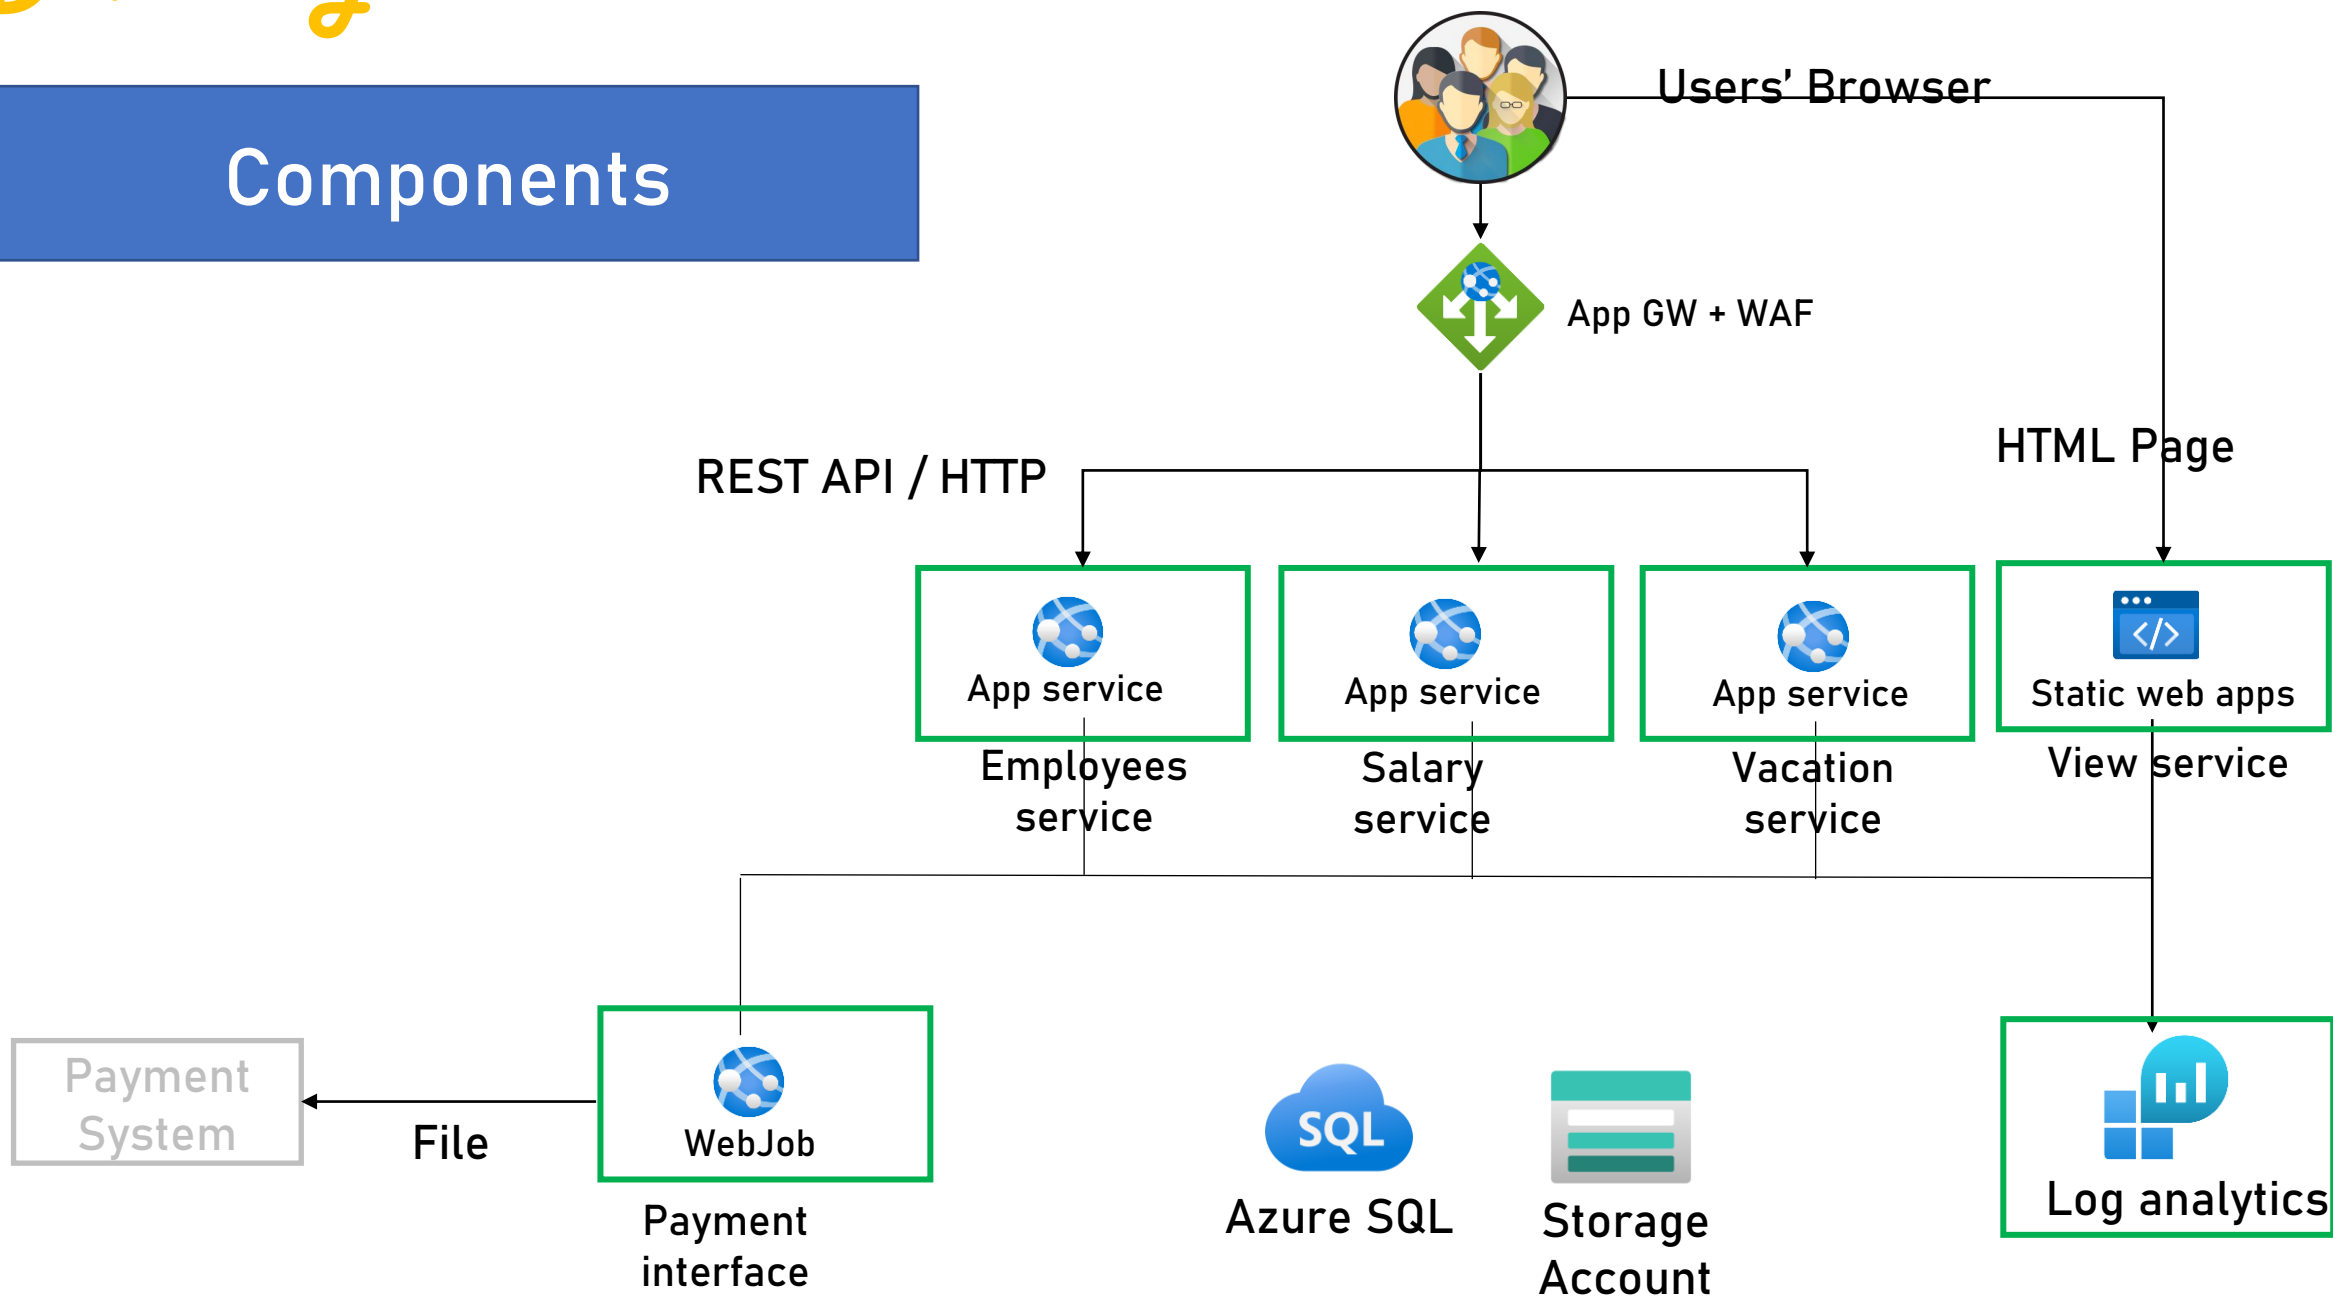 Components
Users’ Browser
App GW + WAF
REST API / HTTP
HTML Page
App service
App service
App service
Static web apps
Employees
service
Salary
service
Vacation
service
View service
Payment
System
File
WebJob
Payment
interface
SQL
Azure SQL
Storage
Account
Log analytics